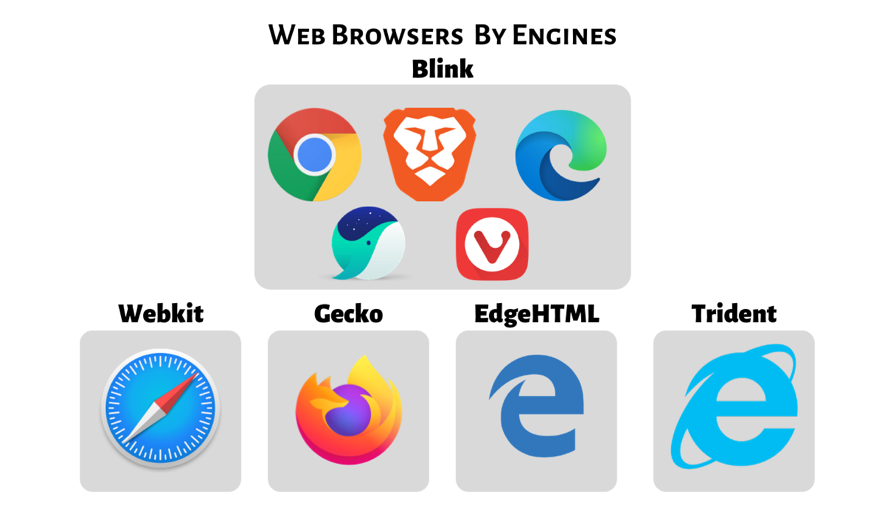 Web Browsers By Engines
Blink
Webkit
Gecko
EdgeHTML
Trident